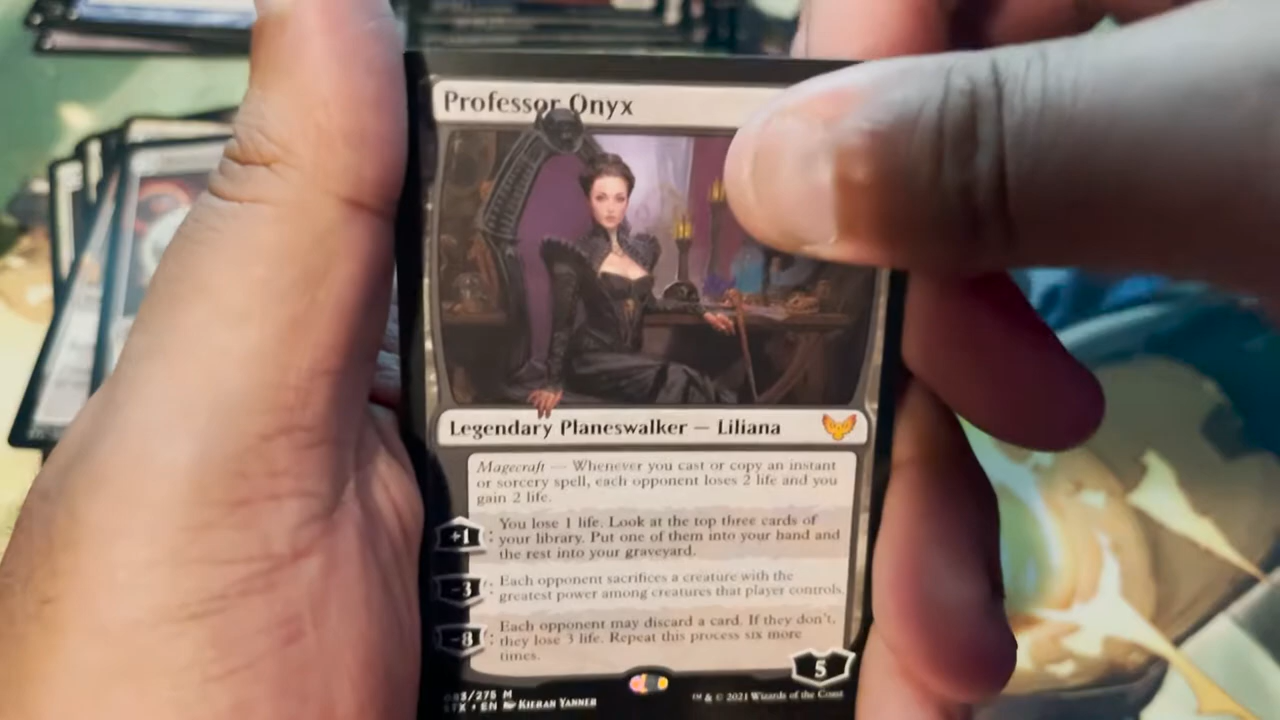 Professor Onyx
Legendary Planeswalker — Liliana
Magecraft — Whenever you cast or copy an instant
or sorcery spell, each opponent loses 2 life and you
gain 2 life.
+1: You lose 1 life. Look at the top three cards of
your library. Put one of them into your hand and
the rest into your graveyard.
-3: Each opponent sacrifices a creature with the
greatest power among creatures that player controls.
-8: Each opponent may discard a card. If they don't,
they lose 3 life. Repeat this process six more
times.
5
/275 M
STX • EN Kieran Yanner
™ & © 2021 Wizards of the Coast